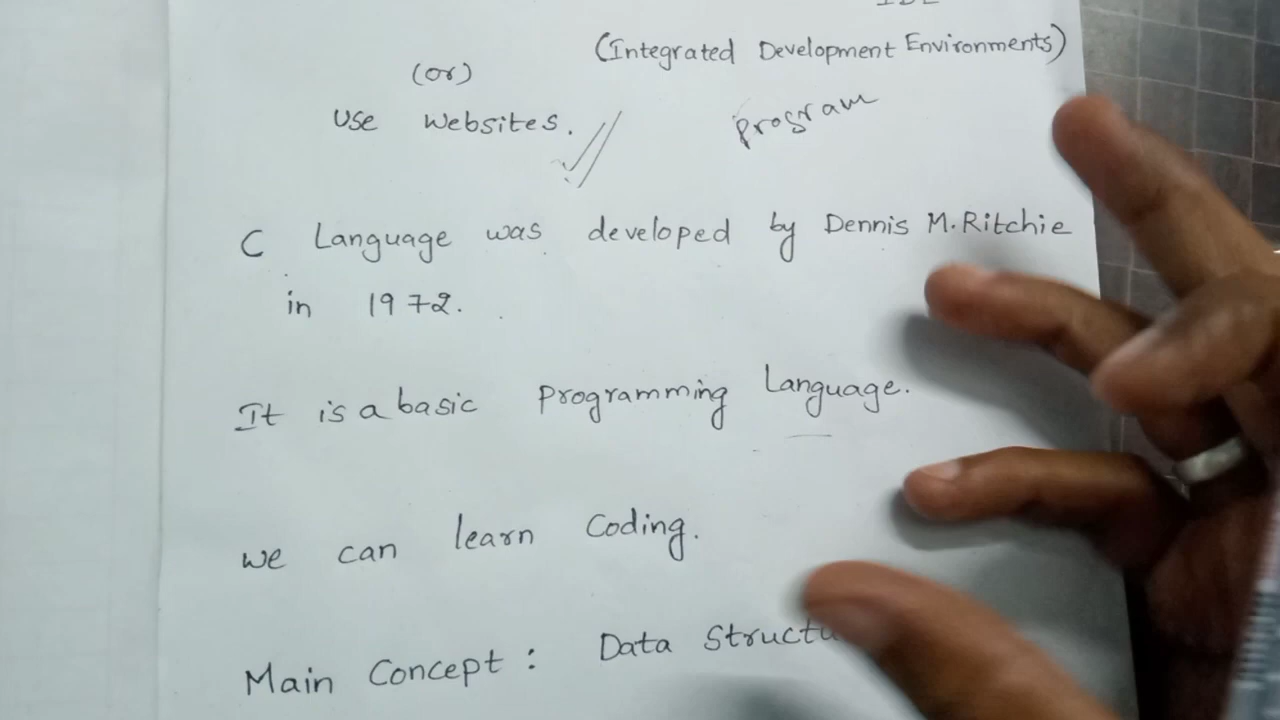 (Integrated Development Environments)
(or)
Use websites.
program
C Language was developed by Dennis M.Ritchie
in 1972.
It is a basic programming Language.
We can learn Coding.
Main Concept : Data